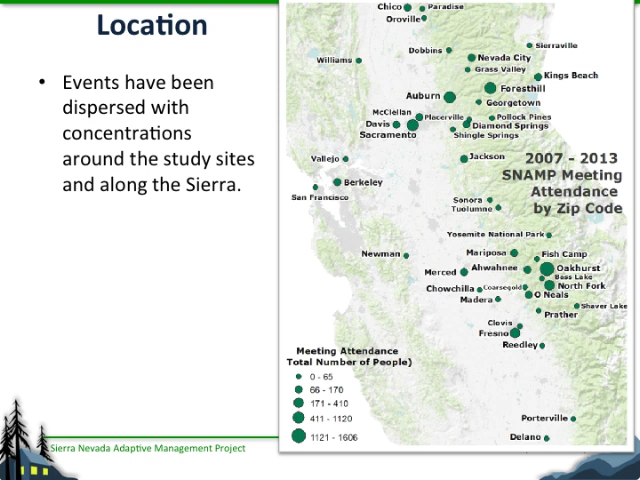 Location
• Events have been
dispersed with
concentrations
around the study sites
and along the Sierra.
Chico
Paradise
Oroville
Dobbins
Sierraville
Williams
Nevada City
Grass Valley
Kings Beach
Auburn
Foresthill
Georgetown
McClellan
Placerville
Pollock Pines
Davis
Diamond Springs
Sacramento
Shingle Springs
Vallejo
Jackson
2007 - 2013
SNAMP Meeting
Attendance
by Zip Code
Berkeley
San Francisco
Sonora
Tuolumne
Yosemite National Park
Newman
Mariposa
Fish Camp
Merced
Ahwahnee
Oakhurst
Bass Lake
Chowchilla
Coarsegold
North Fork
Madera
O Neals
Shaver Lake
Prather
Clovis
Fresno
Reedley
Meeting Attendance
Total Number of People)
0 - 65
66 - 170
171 - 410
411 - 1120
1121 - 1606
Porterville
Delano
Sierra Nevada Adaptive Management Project